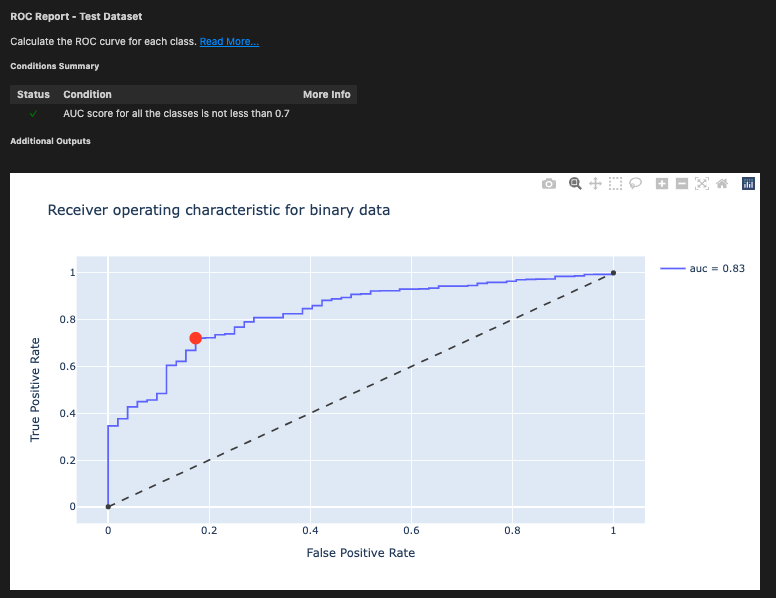 ROC Report - Test Dataset
Calculate the ROC curve for each class. Read More...
Conditions Summary
Status Condition More Info
✓ AUC score for all the classes is not less than 0.7
Additional Outputs
Receiver operating characteristic for binary data
auc = 0.83
True Positive Rate
1
0.8
0.6
0.4
0.2
0
0 0.2 0.4 0.6 0.8 1
False Positive Rate